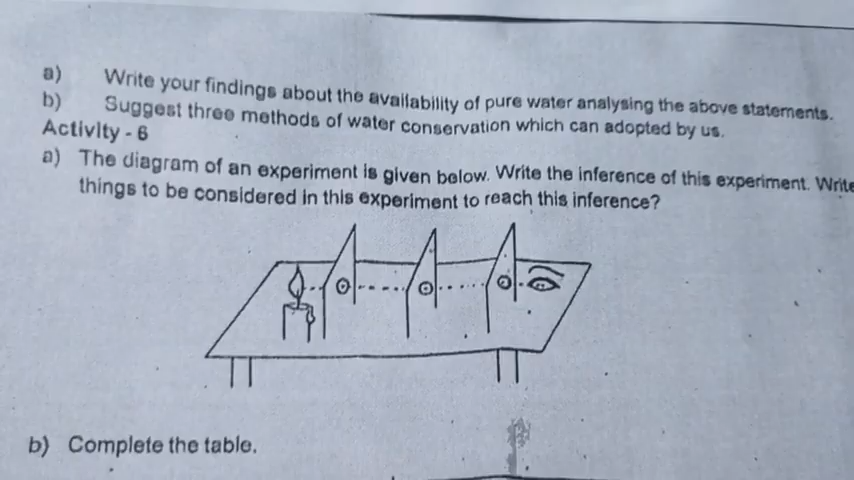 a) Write your findings about the availability of pure water analysing the above statements.
b) Suggest three methods of water conservation which can adopted by us.
Activity - 6
a) The diagram of an experiment is given below. Write the inference of this experiment. Write
things to be considered in this experiment to reach this inference?
b) Complete the table.